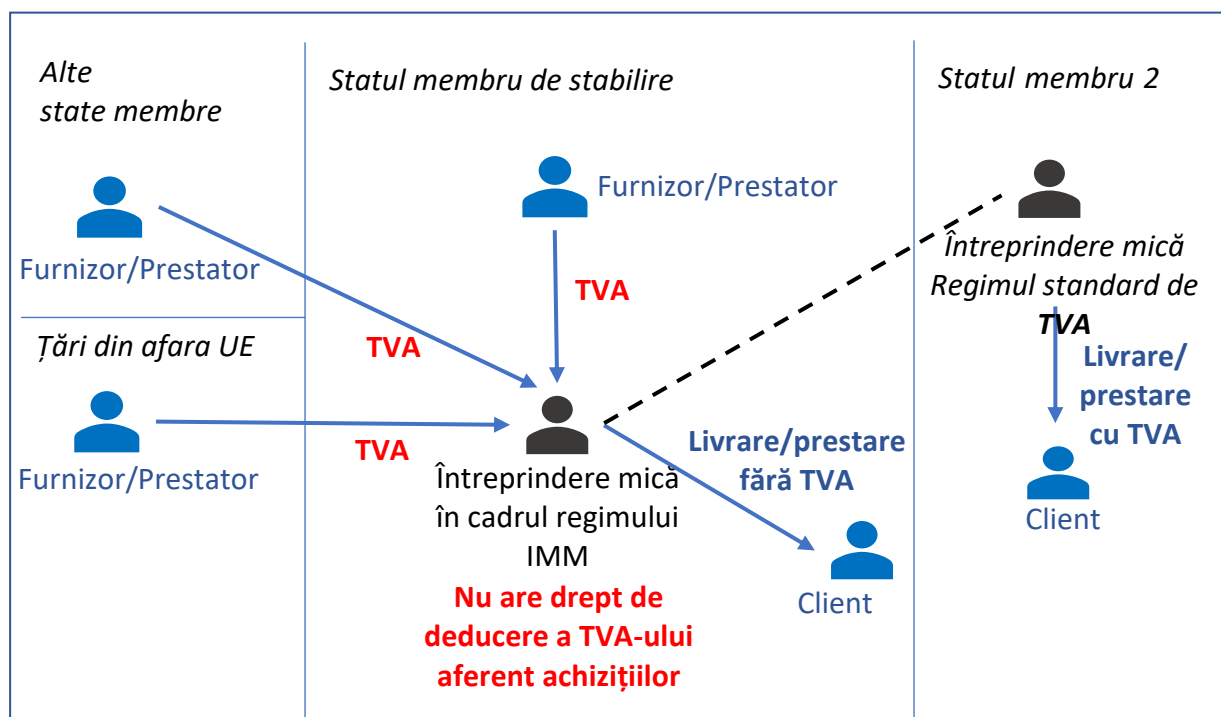 Alte
state membre
Furnizor/Prestator
Țări din afara UE
Furnizor/Prestator
Statul membru de stabilire
Furnizor/Prestator
TVA
TVA
TVA
Întreprindere mică
în cadrul regimului
IMM
Nu are drept de
deducere a TVA-ului
aferent achizițiilor
Livrare/prestare
fără TVA
Client
Statul membru 2
Întreprindere mică
Regimul standard de
TVA
Livrare/
prestare
cu TVA
Client